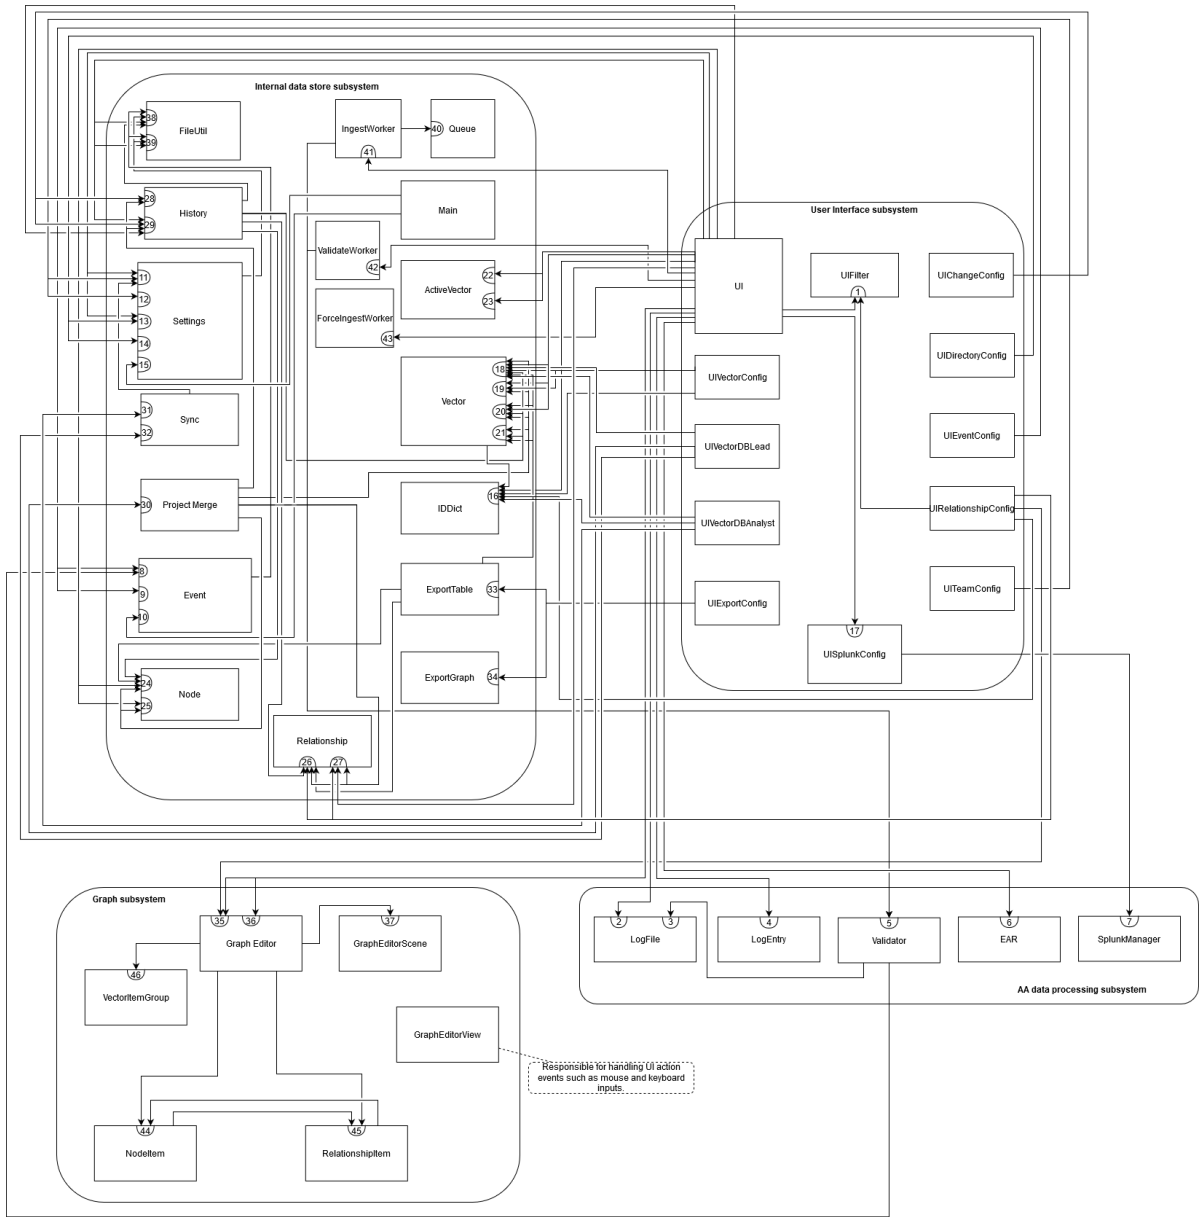 Internal data store subsystem
38
FileUtil
39
IngestWorker
41
40
Queue
28
History
29
Main
ValidateWorker
42
11
12
13
Settings
14
15
22
ActiveVector
23
ForceIngestWorker
43
18
19
Vector
20
21
31
Sync
32
30
Project Merge
16
IDDict
8
9
Event
10
ExportTable
33
ExportGraph
34
24
Node
25
Relationship
26
27
User Interface subsystem
UI
UIFilter
1
UIChangeConfig
UIDirectoryConfig
UIVectorConfig
UIEventConfig
UIVectorDBLead
UIRelationshipConfig
UIVectorDBAnalyst
UITeamConfig
UIExportConfig
17
UISplunkConfig
Graph subsystem
35
36
Graph Editor
37
GraphEditorScene
46
VectorItemGroup
GraphEditorView
Responsible for handling UI action
events such as mouse and keyboard
inputs.
44
NodeItem
45
RelationshipItem
2
3
LogFile
4
LogEntry
5
Validator
6
EAR
7
SplunkManager
AA data processing subsystem